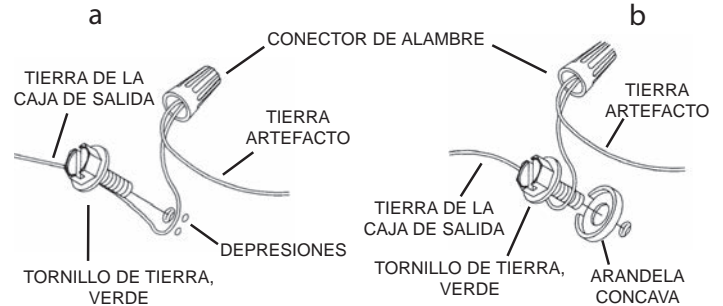 a
b
CONECTOR DE ALAMBRE
TIERRA DE LA
CAJA DE SALIDA
TIERRA
ARTEFACTO
DEPRESIONES
TORNILLO DE TIERRA,
VERDE
TIERRA
ARTEFACTO
TIERRA DE LA
CAJA DE SALIDA
TORNILLO DE TIERRA,
VERDE
ARANDELA
CONCAVA